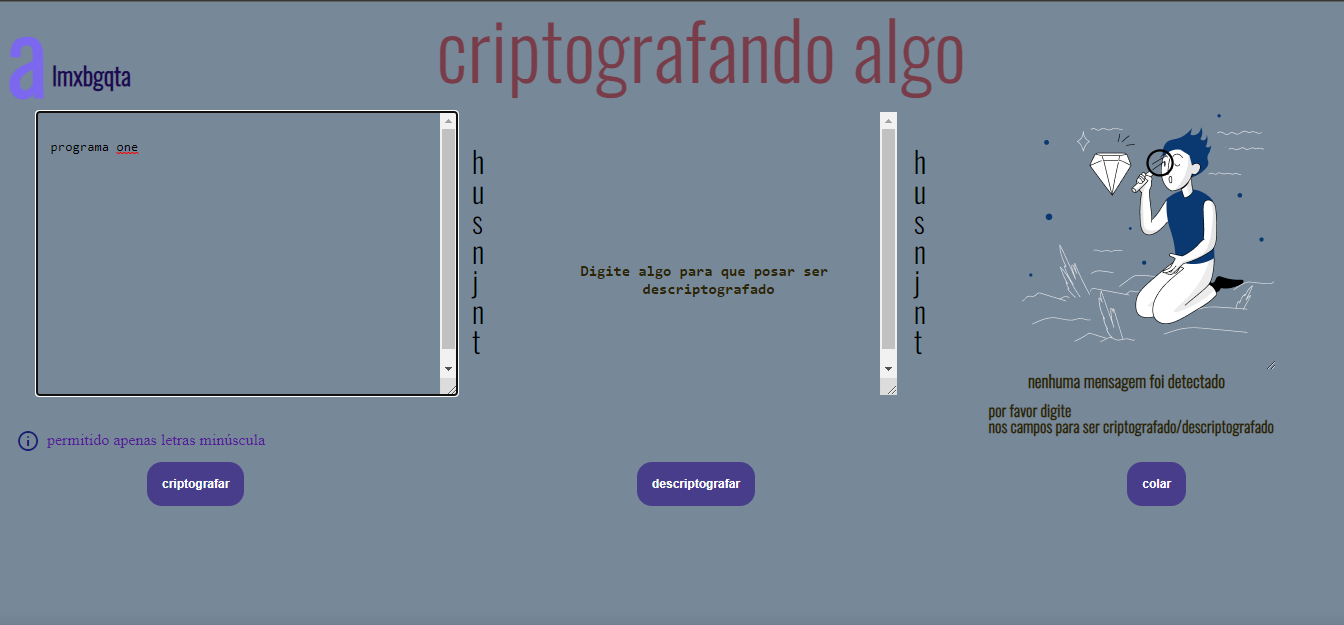 criptografando algo
a lmxbgqta
programa one
h
u
s
n
j
n
t
Digite algo para que posar ser
descriptografado
h
u
s
n
j
n
t
nenhuma mensagem foi detectado
por favor digite
nos campos para ser criptografado/descriptografado
permitido apenas letras minúscula
criptografar
descriptografar
colar